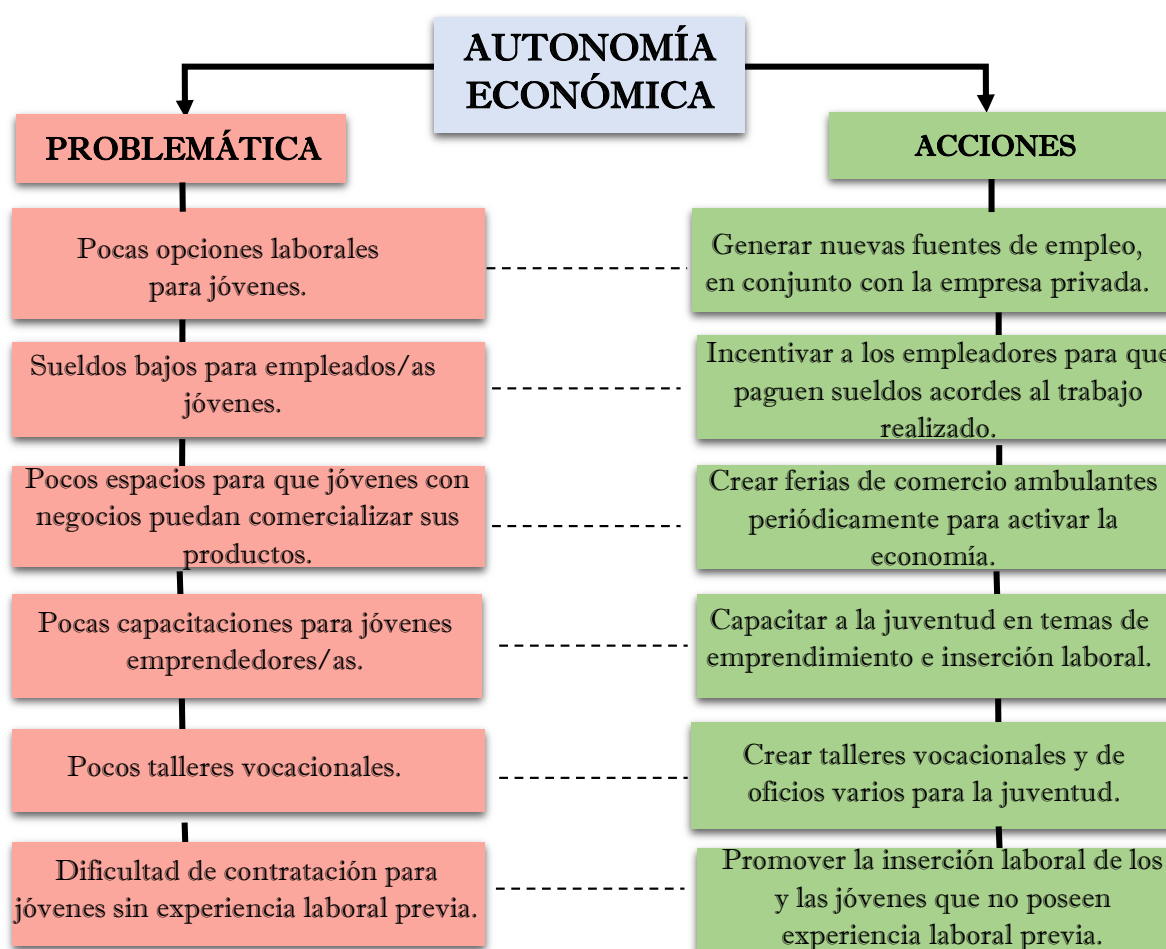 AUTONOMÍA
ECONÓMICA
PROBLEMÁTICA
ACCIONES
Pocas opciones laborales
para jóvenes.
Generar nuevas fuentes de empleo,
en conjunto con la empresa privada.
Sueldos bajos para empleados/as
jóvenes.
Incentivar a los empleadores para que
paguen sueldos acordes al trabajo
realizado.
Pocos espacios para que jóvenes con
negocios puedan comercializar sus
productos.
Crear ferias de comercio ambulantes
periódicamente para activar la
economía.
Pocas capacitaciones para jóvenes
emprendedores/as.
Capacitar a la juventud en temas de
emprendimiento e inserción laboral.
Pocos talleres vocacionales.
Crear talleres vocacionales y de
oficios varios para la juventud.
Dificultad de contratación para
jóvenes sin experiencia laboral previa.
Promover la inserción laboral de los
y las jóvenes que no poseen
experiencia laboral previa.